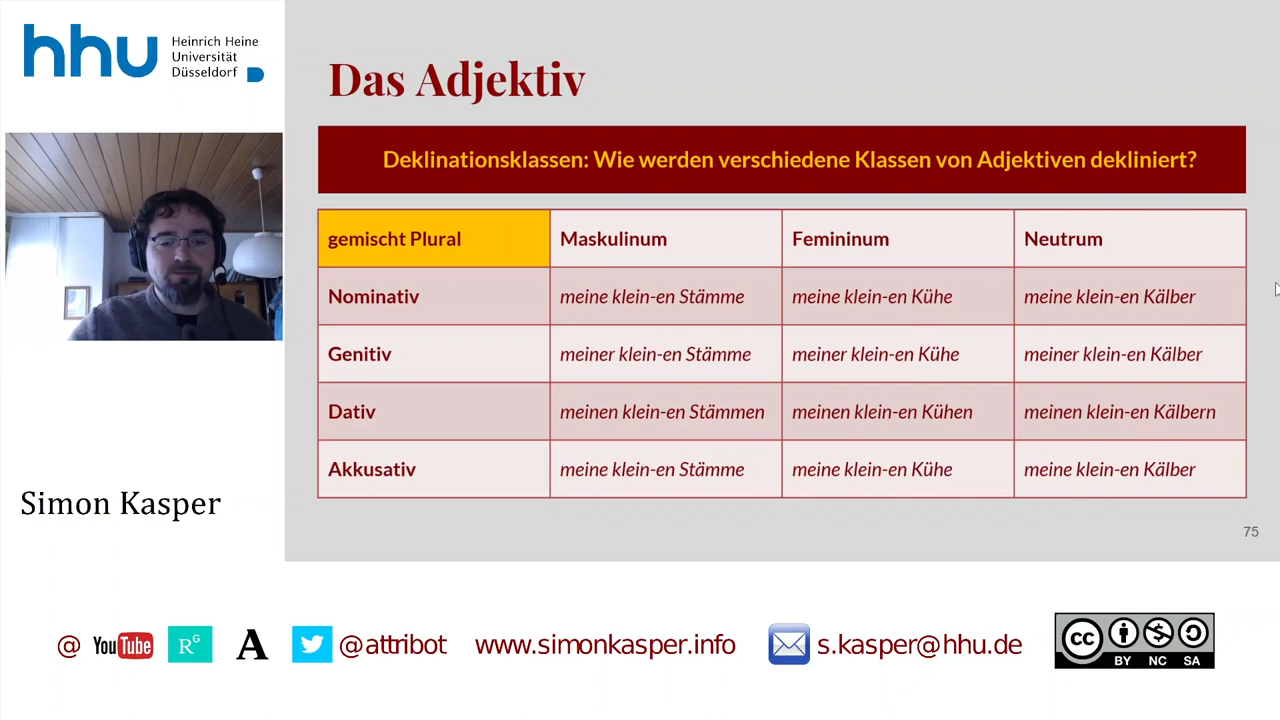 hhu Heinrich Heine
Universität
Düsseldorf
Das Adjektiv
Deklinationsklassen: Wie werden verschiedene Klassen von Adjektiven dekliniert?
gemischt Plural Maskulinum Femininum Neutrum
Nominativ meine klein-en Stämme meine klein-en Kühe meine klein-en Kälber
Genitiv meiner klein-en Stämme meiner klein-en Kühe meiner klein-en Kälber
Dativ meinen klein-en Stämmen meinen klein-en Kühen meinen klein-en Kälbern
Akkusativ meine klein-en Stämme meine klein-en Kühe meine klein-en Kälber
Simon Kasper
75
@ YouTube RG A @attribot www.simonkasper.info s.kasper@hhu.de cc
BY NC SA